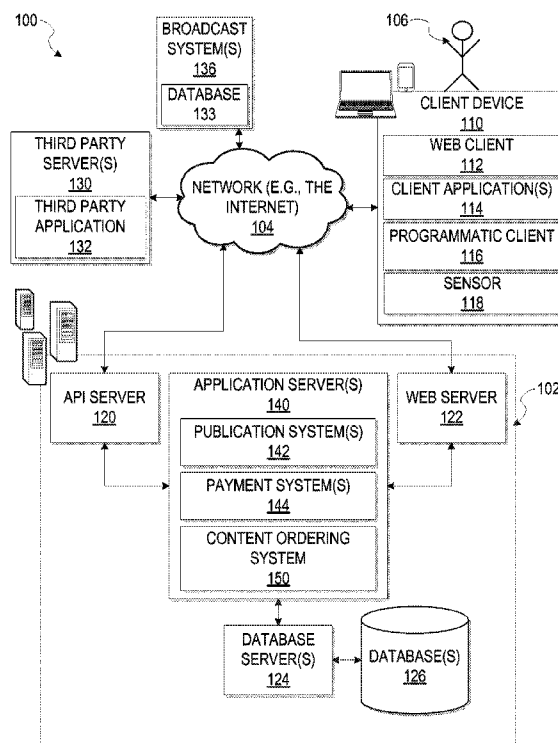 100
BROADCAST
SYSTEM(S)
136
DATABASE
133
106
CLIENT DEVICE
110
WEB CLIENT
112
CLIENT APPLICATION(S)
114
PROGRAMMATIC CLIENT
116
SENSOR
118
THIRD PARTY
SERVER(S)
130
THIRD PARTY
APPLICATION
132
NETWORK (E.G., THE
INTERNET)
104
API SERVER
120
APPLICATION SERVER(S)
140
PUBLICATION SYSTEM(S)
142
PAYMENT SYSTEM(S)
144
CONTENT ORDERING
SYSTEM
150
WEB SERVER
122
102
DATABASE
SERVER(S)
124
DATABASE(S)
126